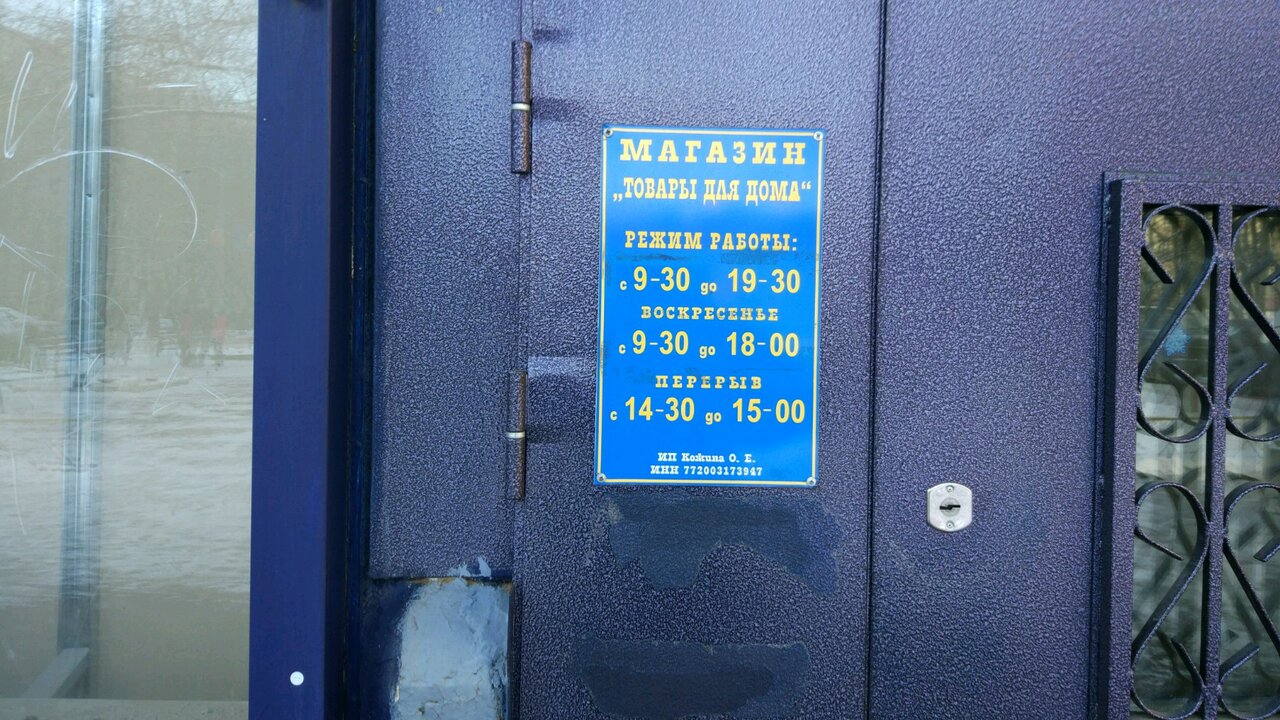 МАГАЗИН
„ТОВАРЫ ДЛЯ ДОМА“
РЕЖИМ РАБОТЫ:
с 9-30 до 19-30
ВОСКРЕСЕНЬЕ
с 9-30 до 18-00
ПЕРЕРЫВ
с 14-30 до 15-00
ИП Кожина О. Е.
ИНН 772003173947